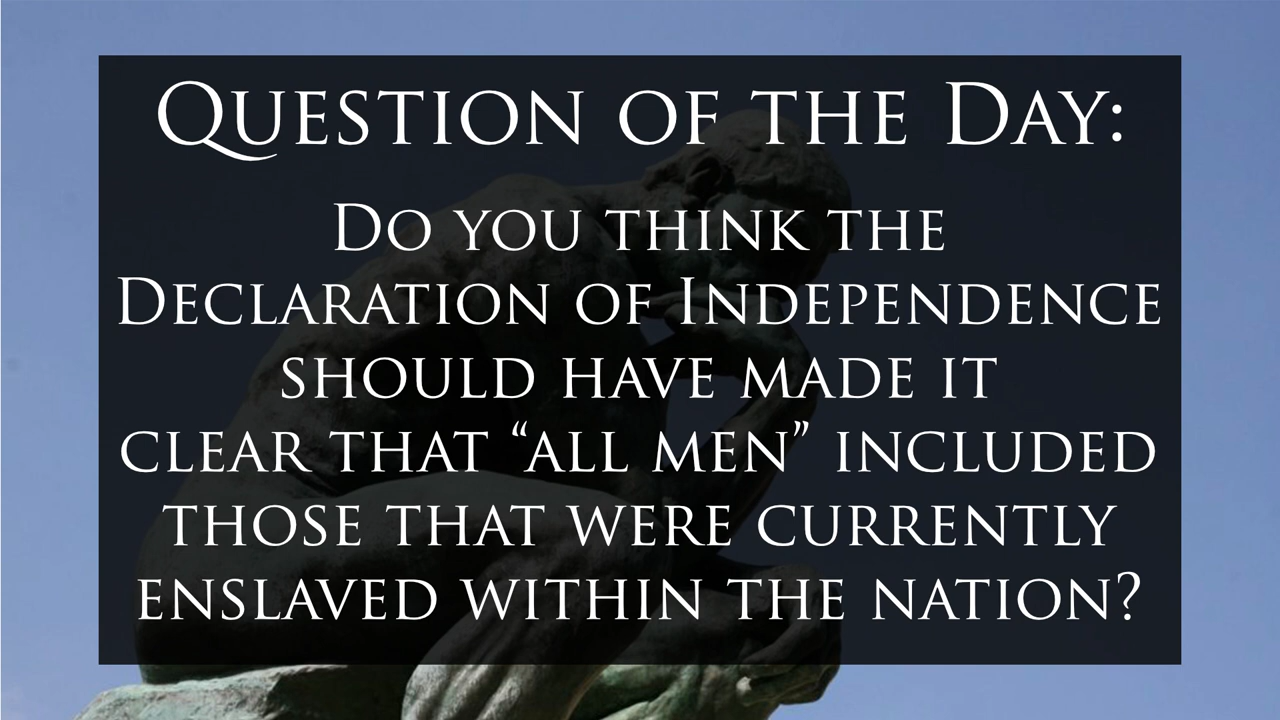 Question of the Day:
Do you think the
Declaration of Independence
should have made it
clear that “all men” included
those that were currently
enslaved within the nation?